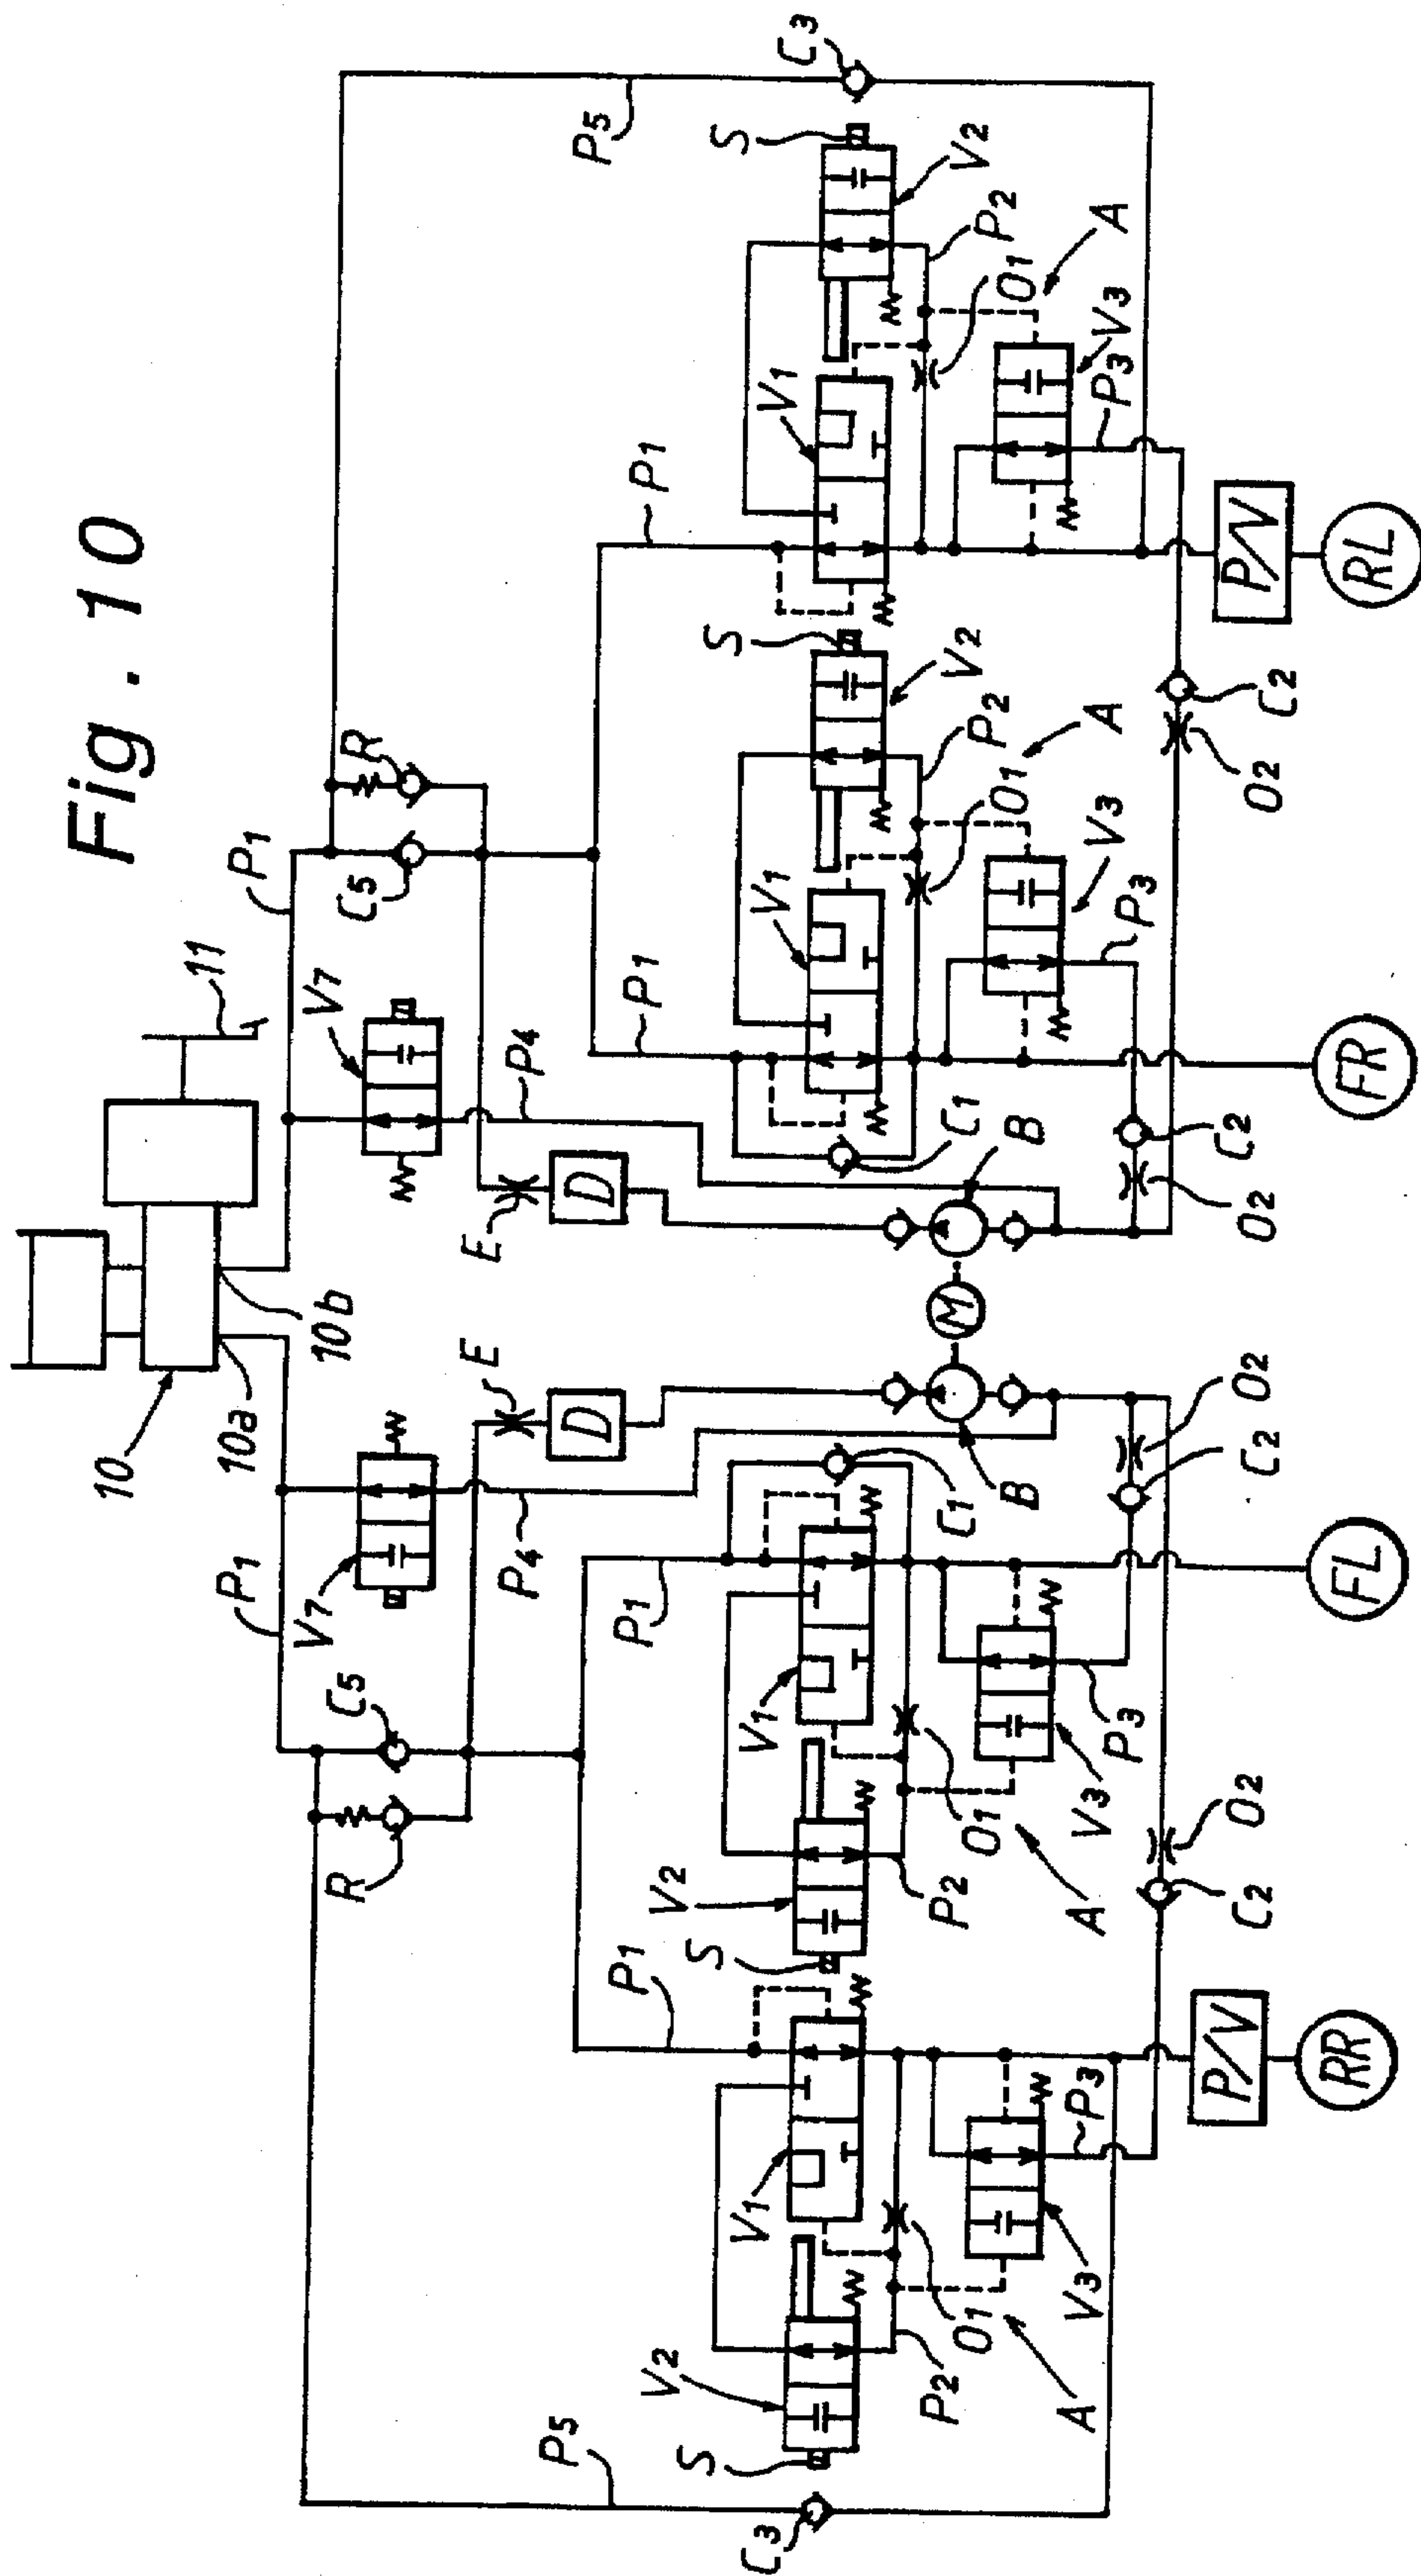 Fig. 10
10
10a
10b
11
P1
P1
V7
V7
C5
C5
R
R
P4
P4
E
E
D
D
P5
P5
P1
P1
P1
P1
C3
C3
S
S
S
S
V2
V2
V2
V2
V1
V1
V1
V1
C1
C1
B
B
M
P2
P2
P2
P2
O1
O1
O1
O1
A
A
A
A
V3
V3
V3
V3
P3
P3
P3
P3
C2
C2
C2
C2
O2
O2
O2
O2
P/V
P/V
RR
FL
FR
RL